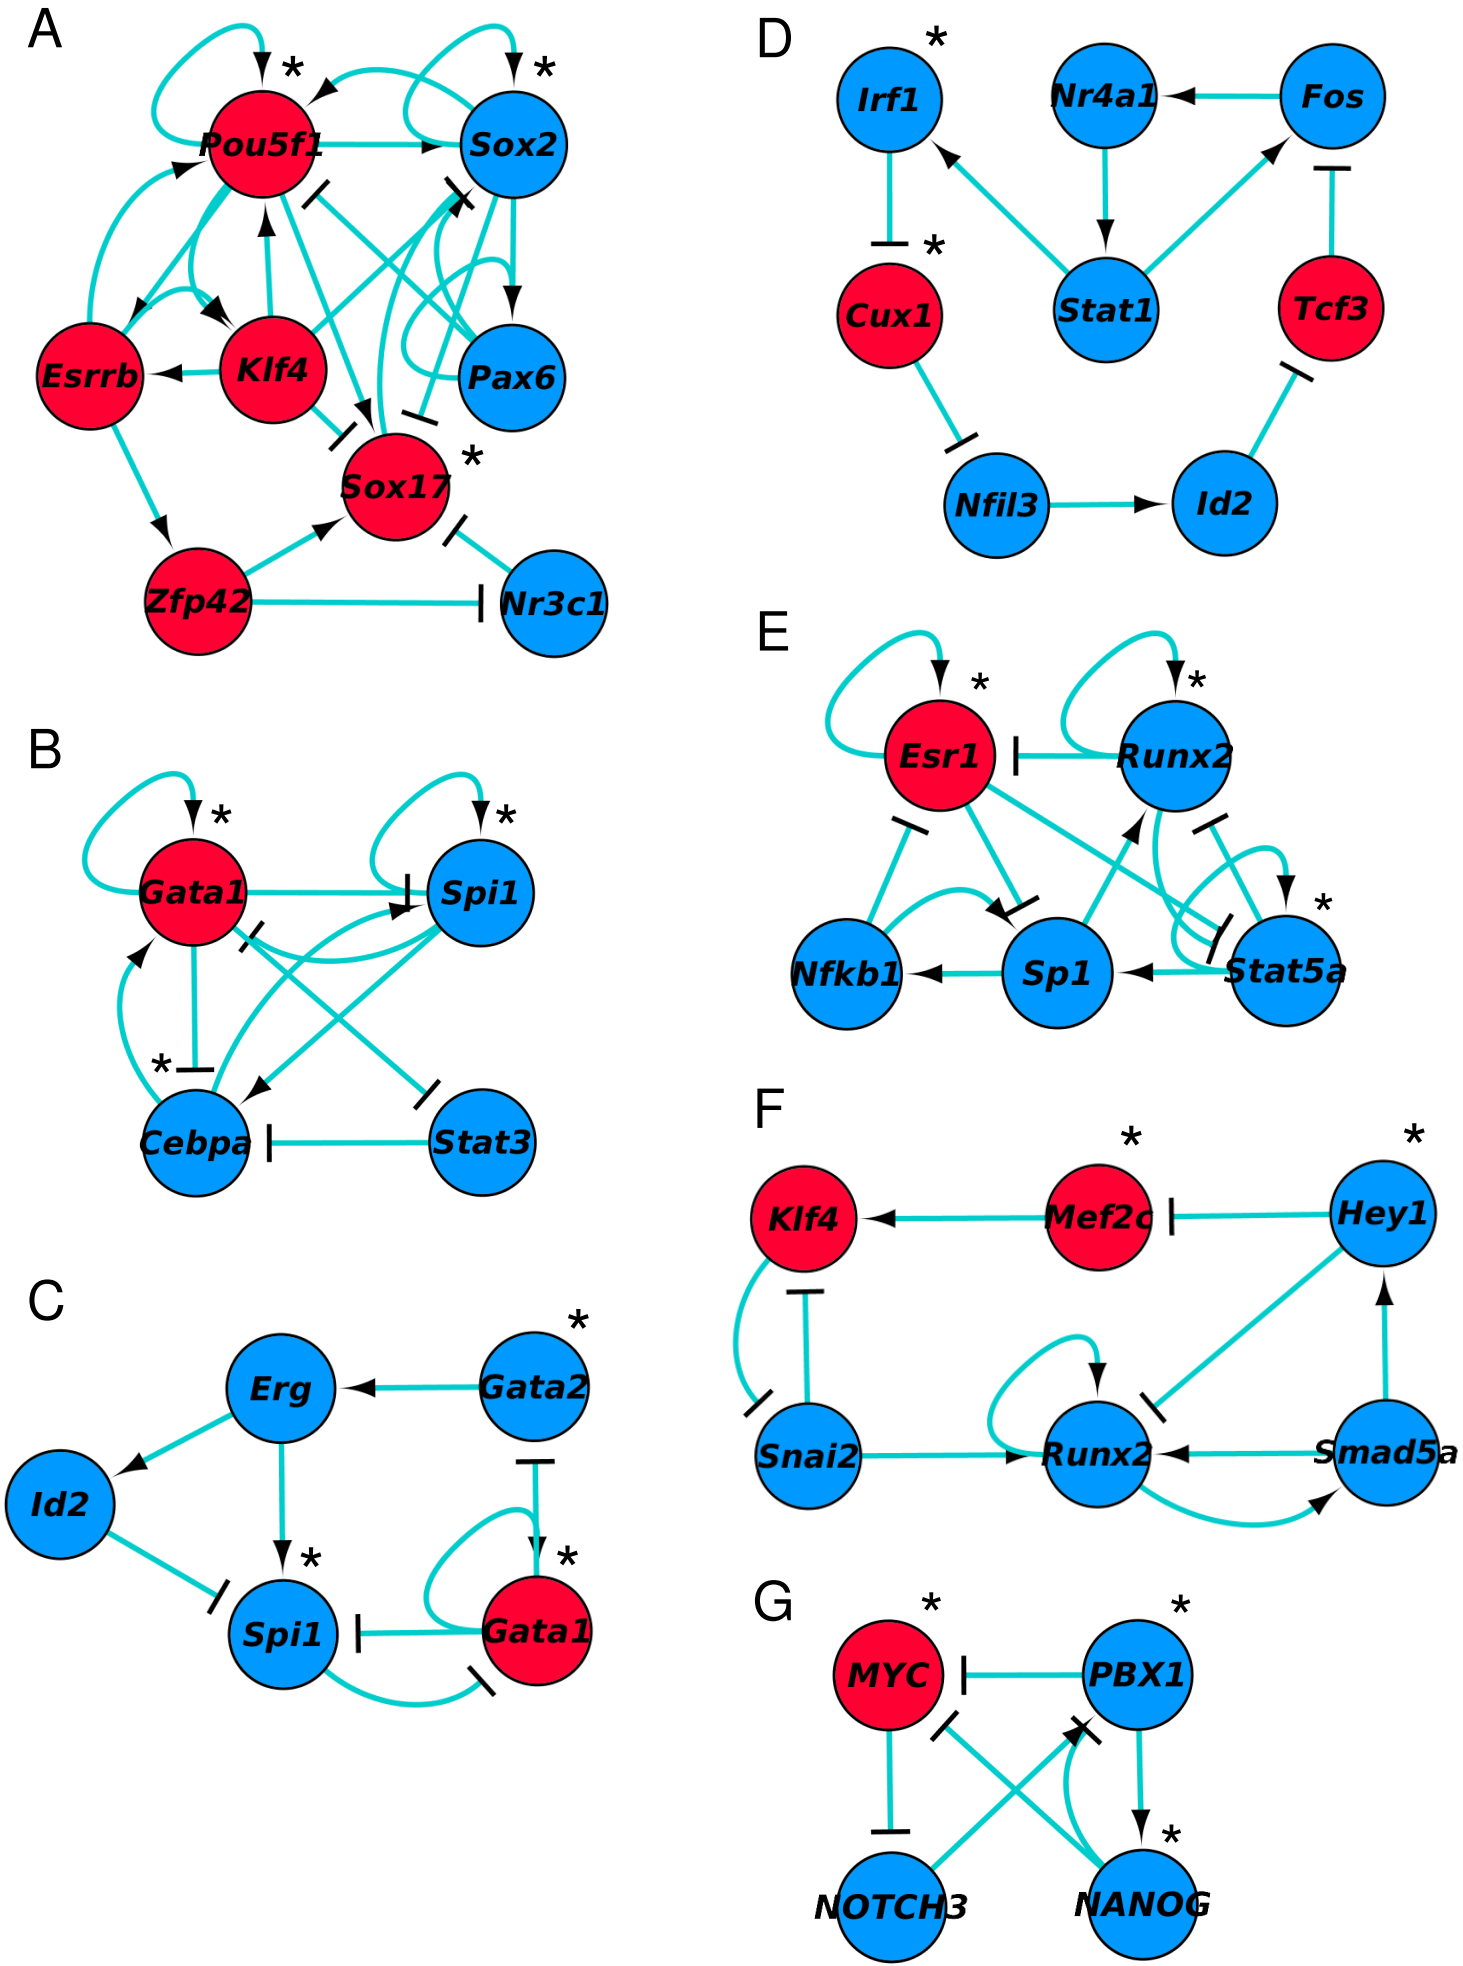 A
*
*
Pou5f1
Sox2
Esrrb
Klf4
Pax6
*
Sox17
Zfp42
Nr3c1
B
*
*
Gata1
Spi1
*
Cebpa
Stat3
C
*
Erg
Gata2
Id2
*
*
Spi1
Gata1
D
*
Irf1
Nr4a1
Fos
*
Cux1
Stat1
Tcf3
Nfil3
Id2
E
*
*
Esr1
Runx2
*
Nfkb1
Sp1
Stat5a
F
*
*
Klf4
Mef2c
Hey1
Snai2
Runx2
Smad5a
G
*
*
MYC
PBX1
*
NOTCH3
NANOG